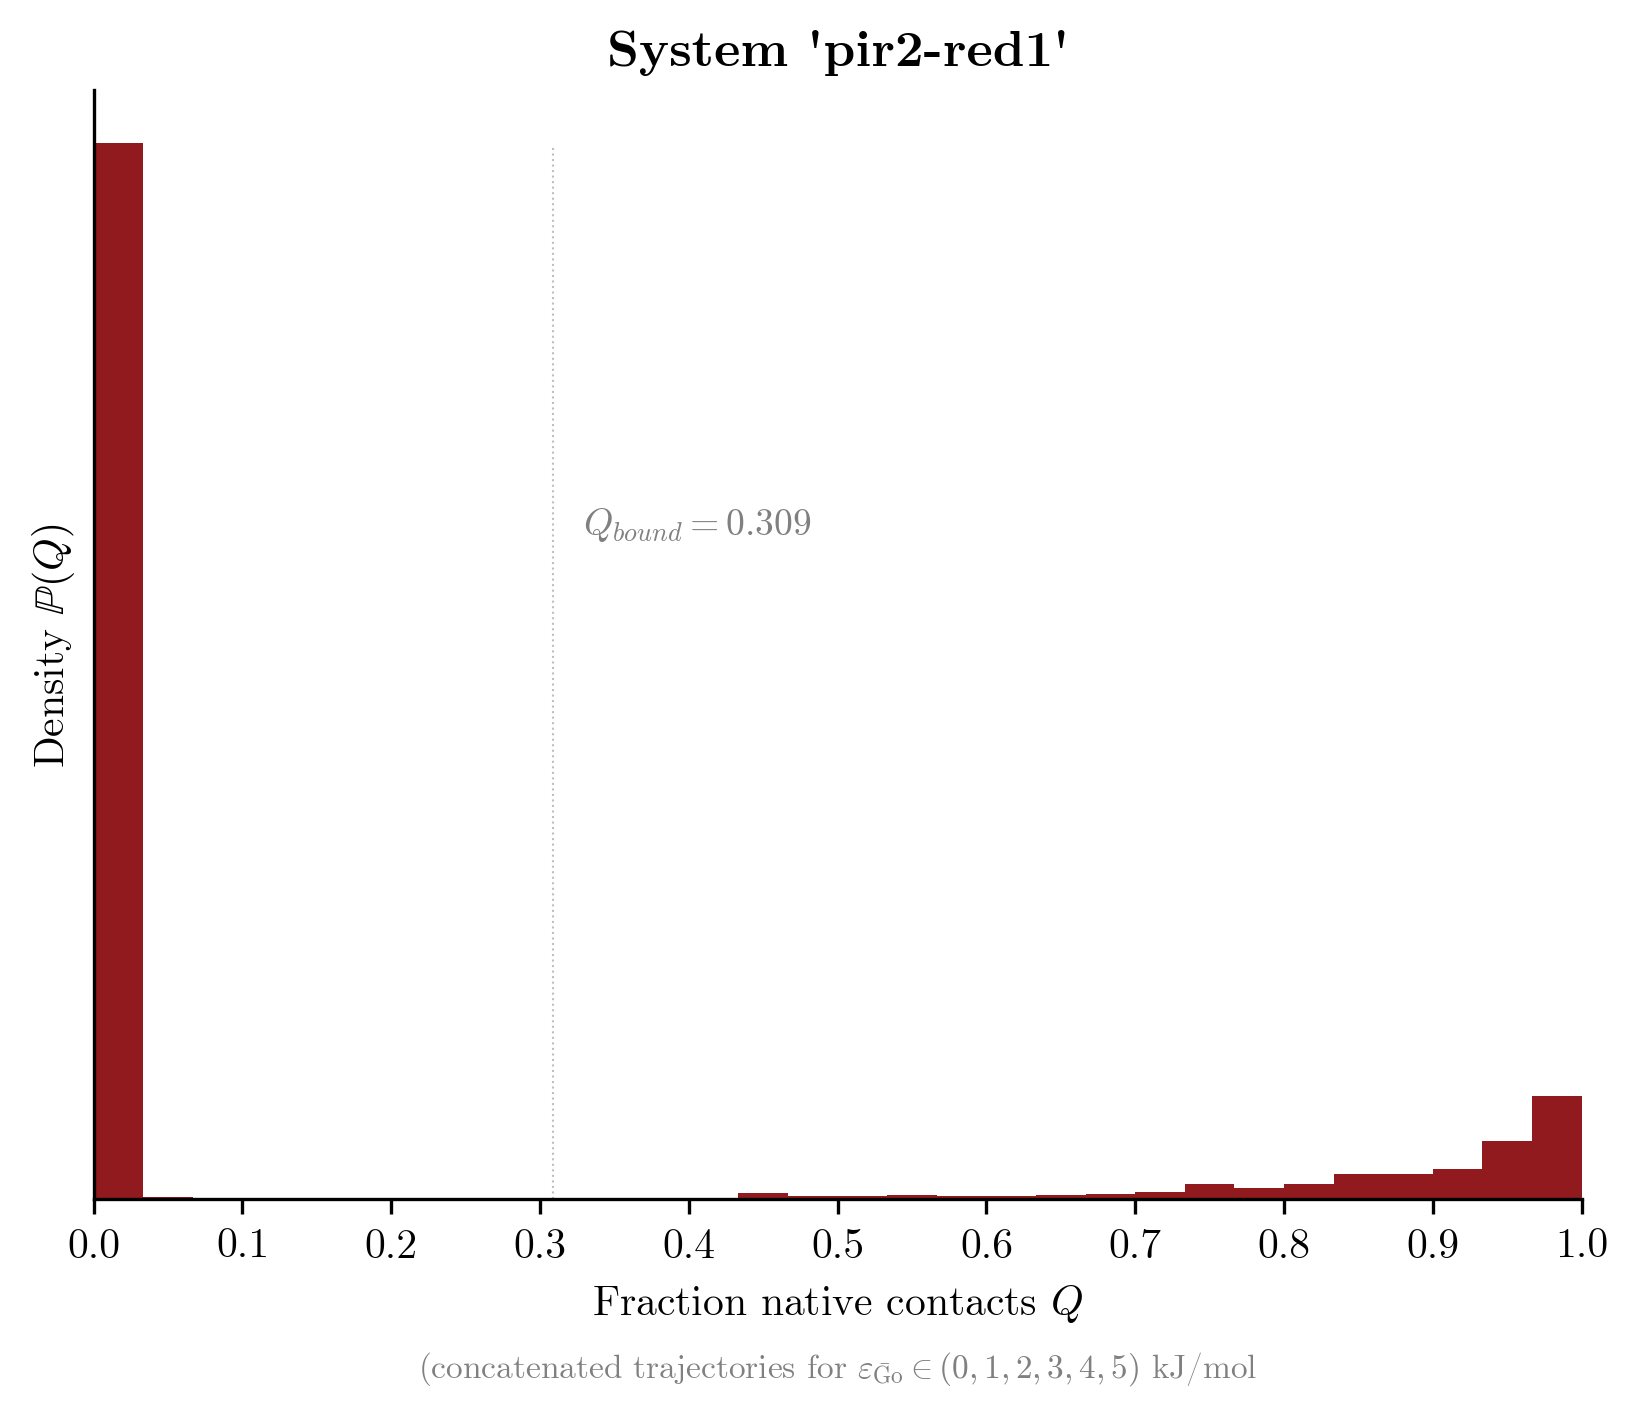 System 'pir2-red1'
Density ℙ(Q)
Q_bound = 0.309
0.0 0.1 0.2 0.3 0.4 0.5 0.6 0.7 0.8 0.9 1.0
Fraction native contacts Q
(concatenated trajectories for ε_Ḡo ∈ (0, 1, 2, 3, 4, 5) kJ/mol